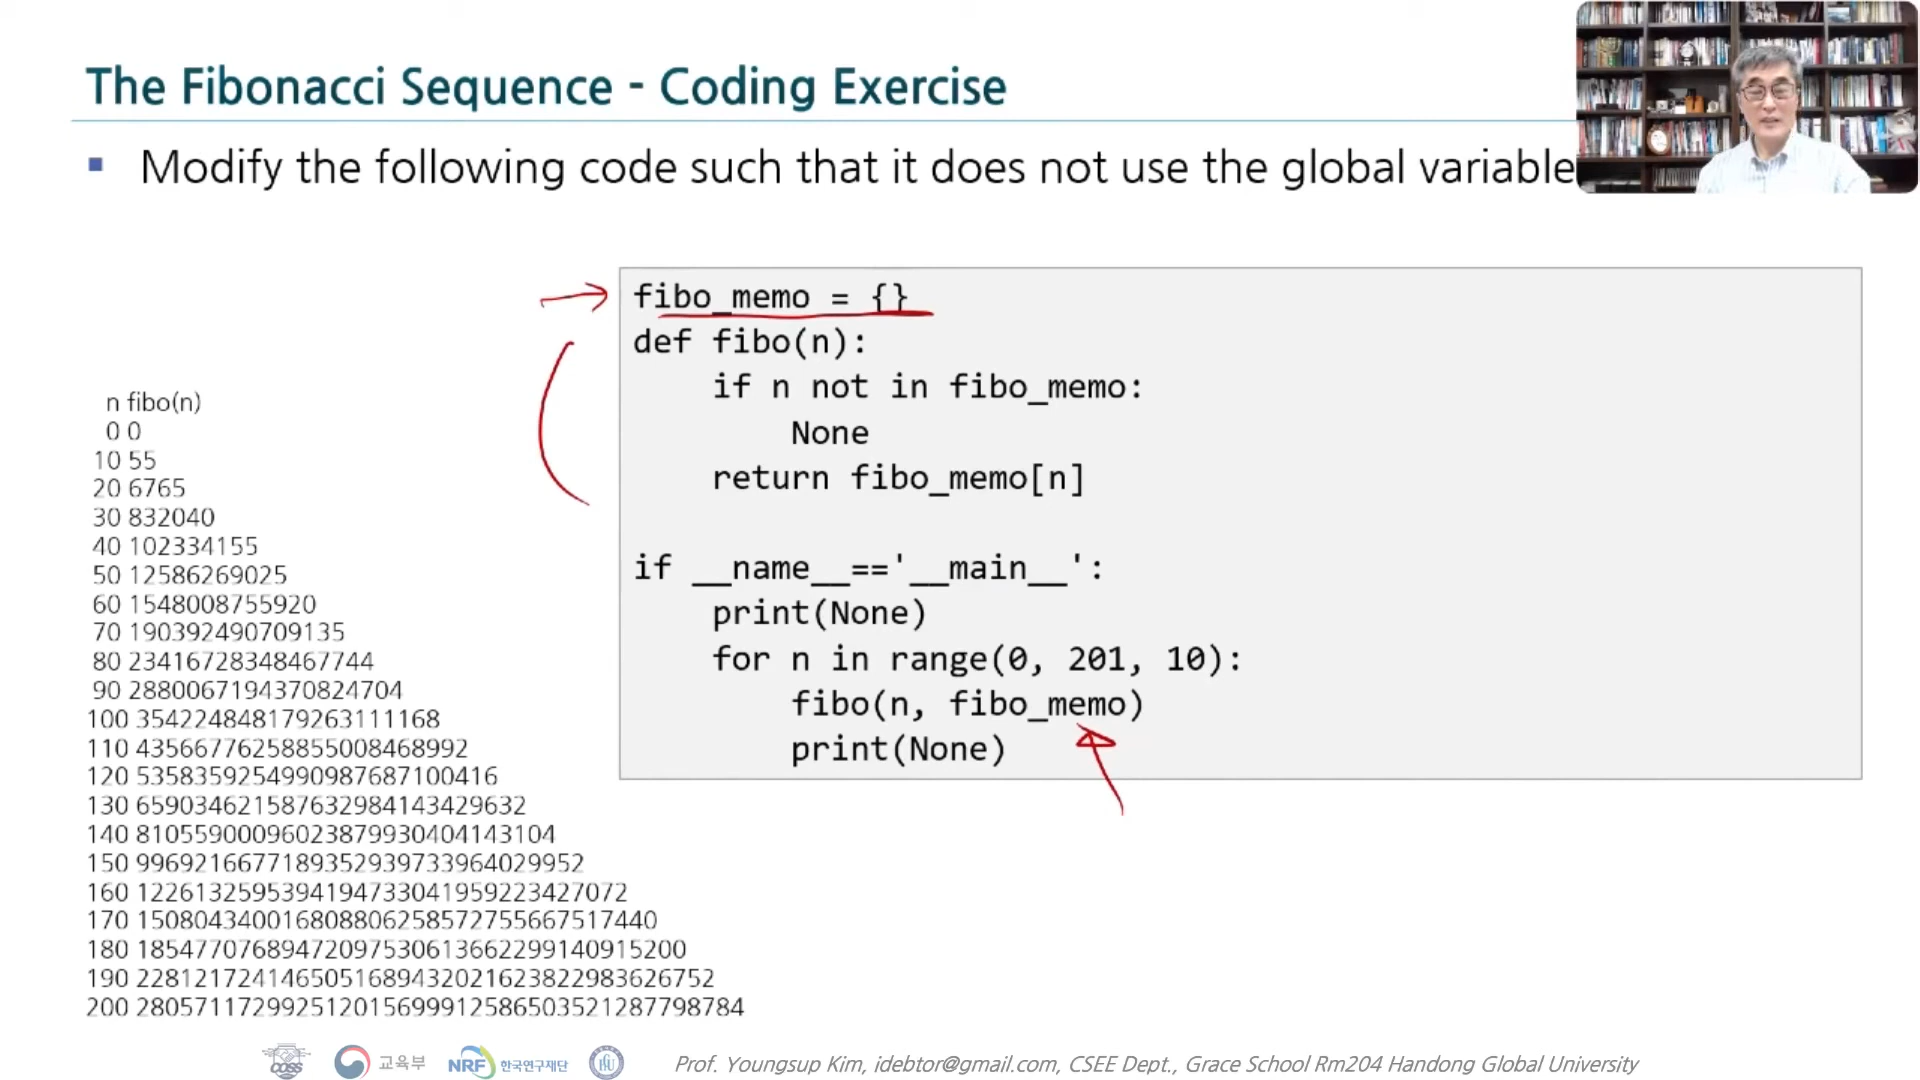 The Fibonacci Sequence - Coding Exercise
▪ Modify the following code such that it does not use the global variable
fibo_memo = {}
def fibo(n):
    if n not in fibo_memo:
        None
    return fibo_memo[n]
if __name__=='__main__':
    print(None)
    for n in range(0, 201, 10):
        fibo(n, fibo_memo)
        print(None)
n fibo(n)
0 0
10 55
20 6765
30 832040
40 102334155
50 12586269025
60 1548008755920
70 190392490709135
80 23416728348467744
90 2880067194370824704
100 354224848179263111168
110 43566776258855008468992
120 5358359254990987687100416
130 659034621587632984143429632
140 81055900096023879930404143104
150 9969216677189352939733964029952
160 1226132595394194733041959223427072
170 150804340016808806258572755667517440
180 18547707689472097530613662299140915200
190 2281217241465051689432021623822983626752
200 280571172992512015699912586503521287798784
교육부
NRF 한국연구재단
Prof. Youngsup Kim, idebtor@gmail.com, CSEE Dept., Grace School Rm204 Handong Global University